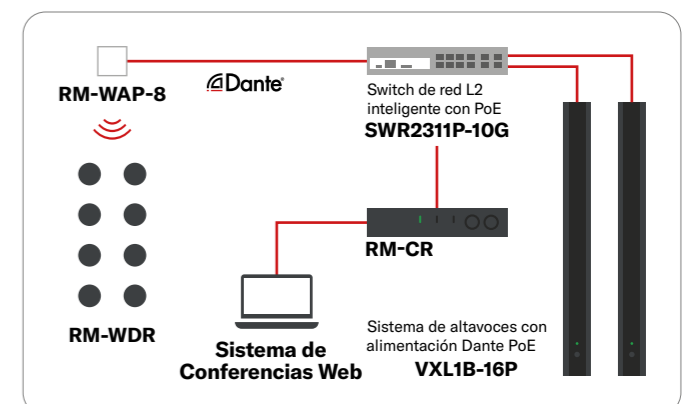 RM-WAP-8
Dante®
Switch de red L2
inteligente con PoE
SWR2311P-10G
RM-CR
RM-WDR
Sistema de
Conferencias Web
Sistema de altavoces con
alimentación Dante PoE
VXL1B-16P